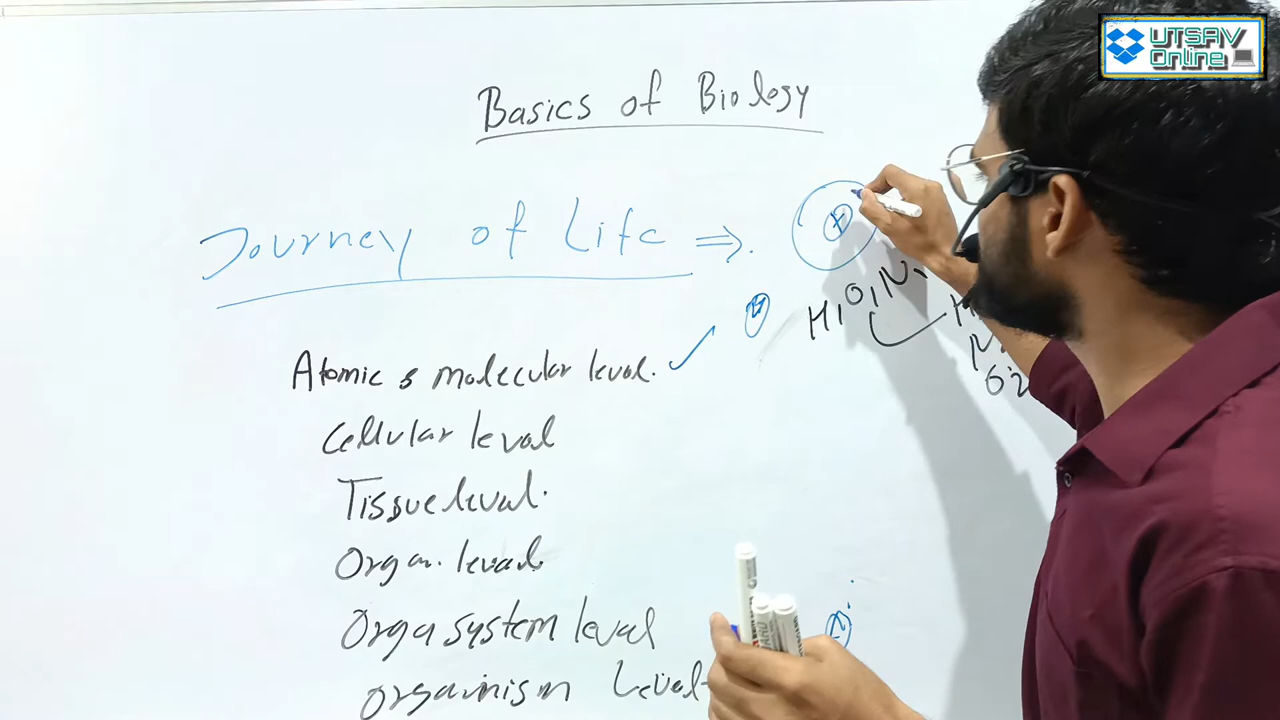 UTSAV
Online
Basics of Biology
Journey of Life ⇒.
H, O, N,
Atomic & molecular level.
Cellular level
Tissue level.
Organ. level
Orga system level
organism Level